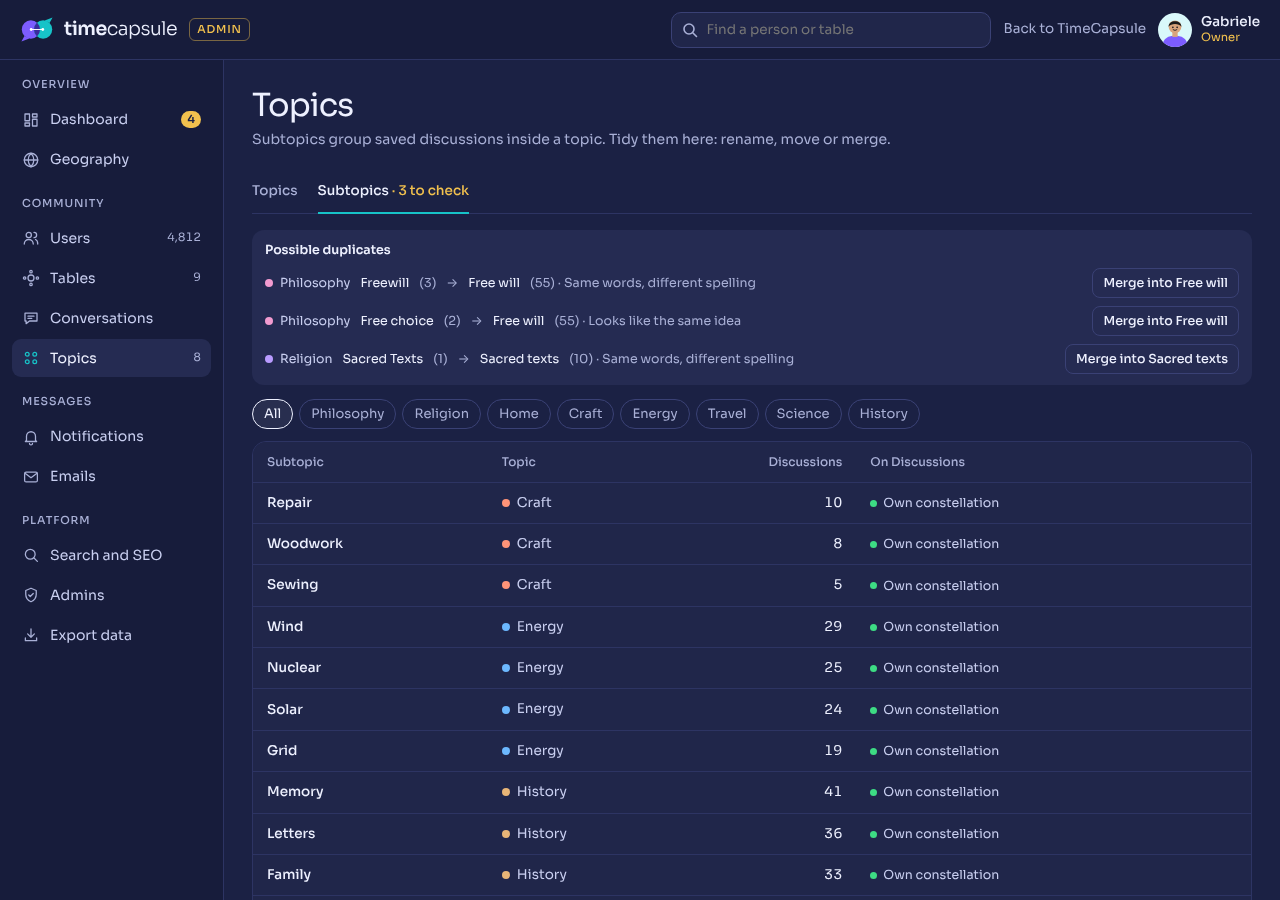 timecapsule ADMIN
Find a person or table
Back to TimeCapsule
Gabriele
Owner
OVERVIEW
Dashboard 4
Geography
COMMUNITY
Users 4,812
Tables 9
Conversations
Topics 8
MESSAGES
Notifications
Emails
PLATFORM
Search and SEO
Admins
Export data
Topics
Subtopics group saved discussions inside a topic. Tidy them here: rename, move or merge.
Topics Subtopics · 3 to check
Possible duplicates
Philosophy Freewill (3) → Free will (55) · Same words, different spelling Merge into Free will
Philosophy Free choice (2) → Free will (55) · Looks like the same idea Merge into Free will
Religion Sacred Texts (1) → Sacred texts (10) · Same words, different spelling Merge into Sacred texts
All Philosophy Religion Home Craft Energy Travel Science History
Subtopic Topic Discussions On Discussions
Repair Craft 10 Own constellation
Woodwork Craft 8 Own constellation
Sewing Craft 5 Own constellation
Wind Energy 29 Own constellation
Nuclear Energy 25 Own constellation
Solar Energy 24 Own constellation
Grid Energy 19 Own constellation
Memory History 41 Own constellation
Letters History 36 Own constellation
Family History 33 Own constellation